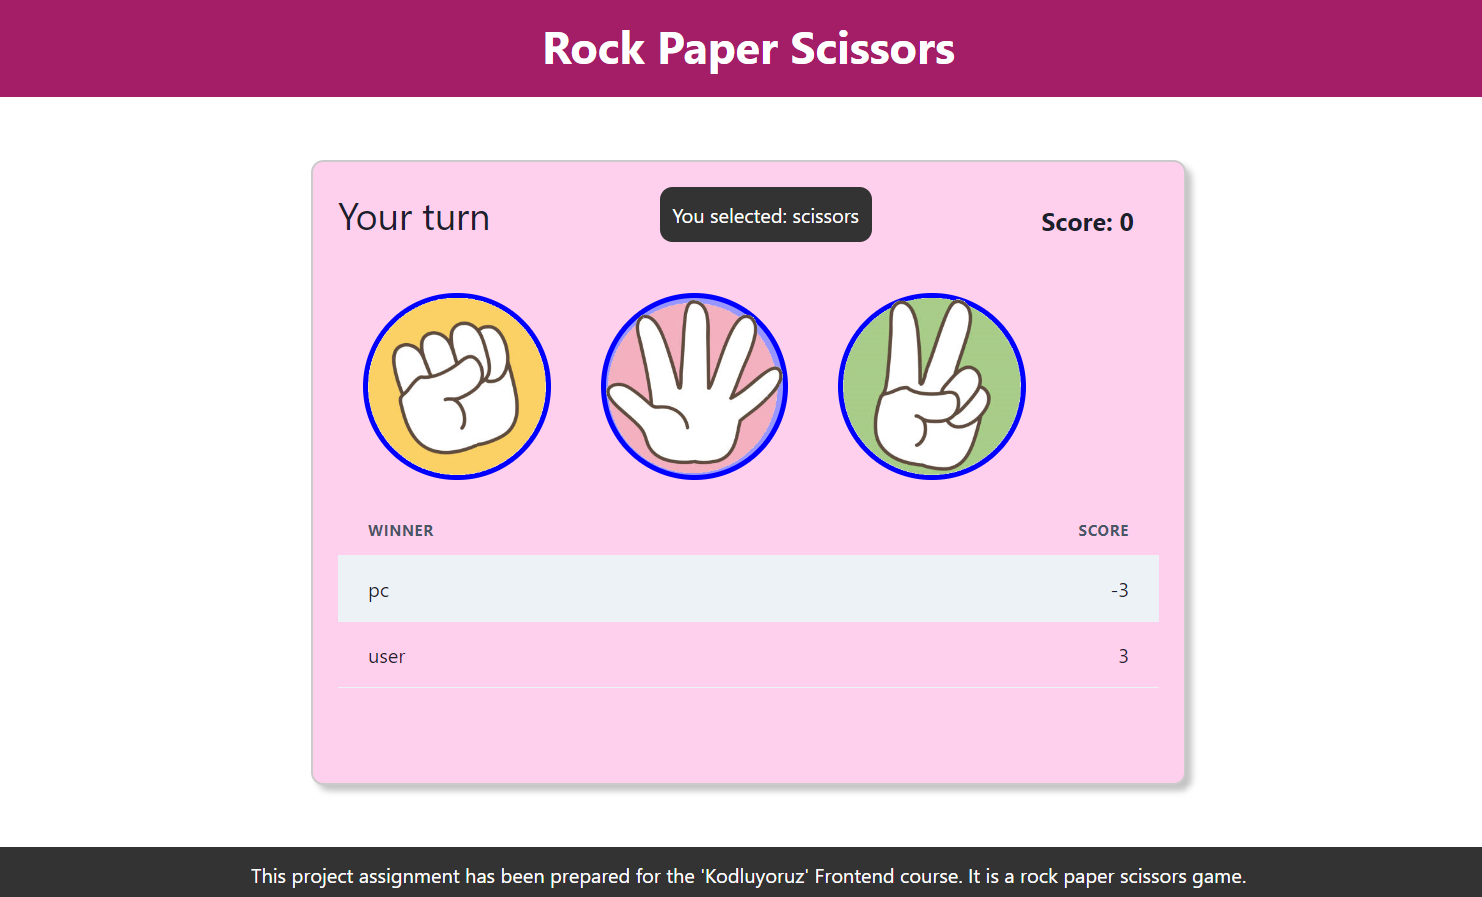 Rock Paper Scissors
Your turn
You selected: scissors
Score: 0
WINNER SCORE
pc -3
user 3
This project assignment has been prepared for the 'Kodluyoruz' Frontend course. It is a rock paper scissors game.